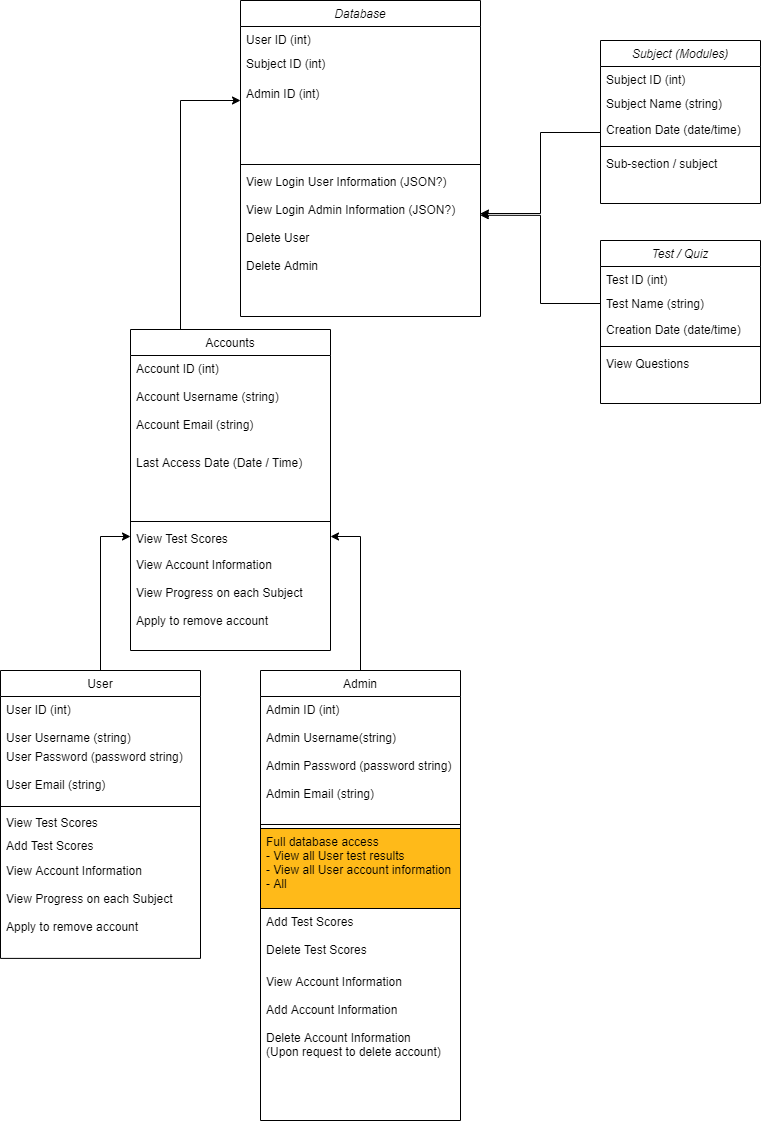 Database
User ID (int)
Subject ID (int)
Admin ID (int)
View Login User Information (JSON?)
View Login Admin Information (JSON?)
Delete User
Delete Admin
Subject (Modules)
Subject ID (int)
Subject Name (string)
Creation Date (date/time)
Sub-section / subject
Test / Quiz
Test ID (int)
Test Name (string)
Creation Date (date/time)
View Questions
Accounts
Account ID (int)
Account Username (string)
Account Email (string)
Last Access Date (Date / Time)
View Test Scores
View Account Information
View Progress on each Subject
Apply to remove account
User
User ID (int)
User Username (string)
User Password (password string)
User Email (string)
View Test Scores
Add Test Scores
View Account Information
View Progress on each Subject
Apply to remove account
Admin
Admin ID (int)
Admin Username(string)
Admin Password (password string)
Admin Email (string)
Full database access
- View all User test results
- View all User account information
- All
Add Test Scores
Delete Test Scores
View Account Information
Add Account Information
Delete Account Information
(Upon request to delete account)